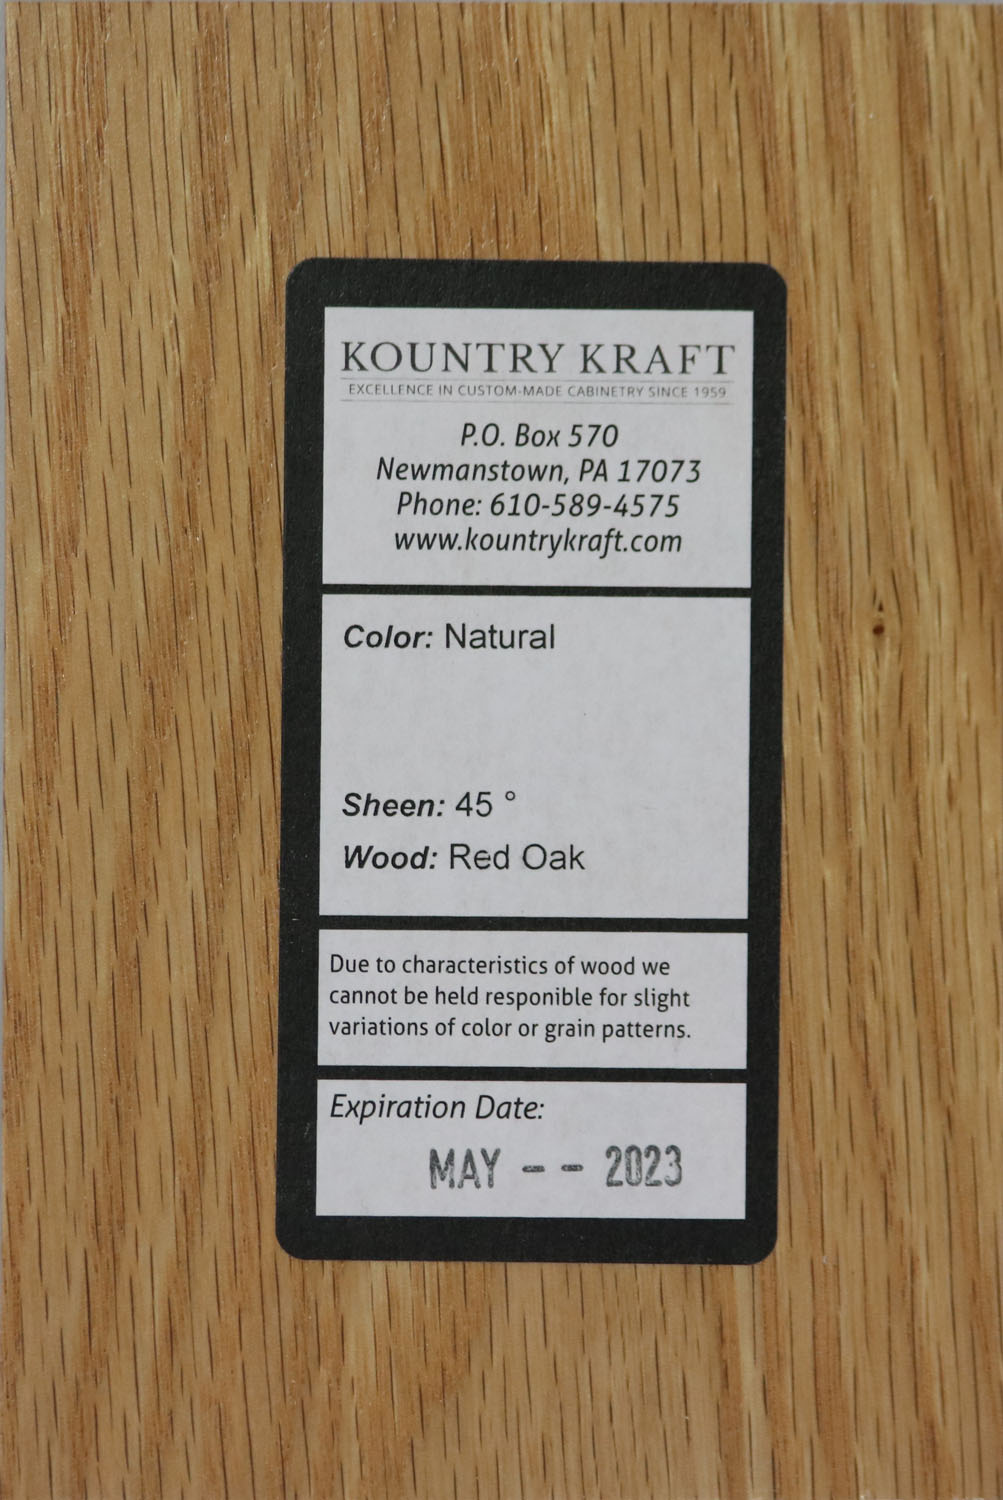 KOUNTRY KRAFT
EXCELLENCE IN CUSTOM-MADE CABINETRY SINCE 1959
P.O. Box 570
Newmanstown, PA 17073
Phone: 610-589-4575
www.kountrykraft.com
Color: Natural
Sheen: 45 °
Wood: Red Oak
Due to characteristics of wood we
cannot be held responible for slight
variations of color or grain patterns.
Expiration Date:
MAY -- 2023